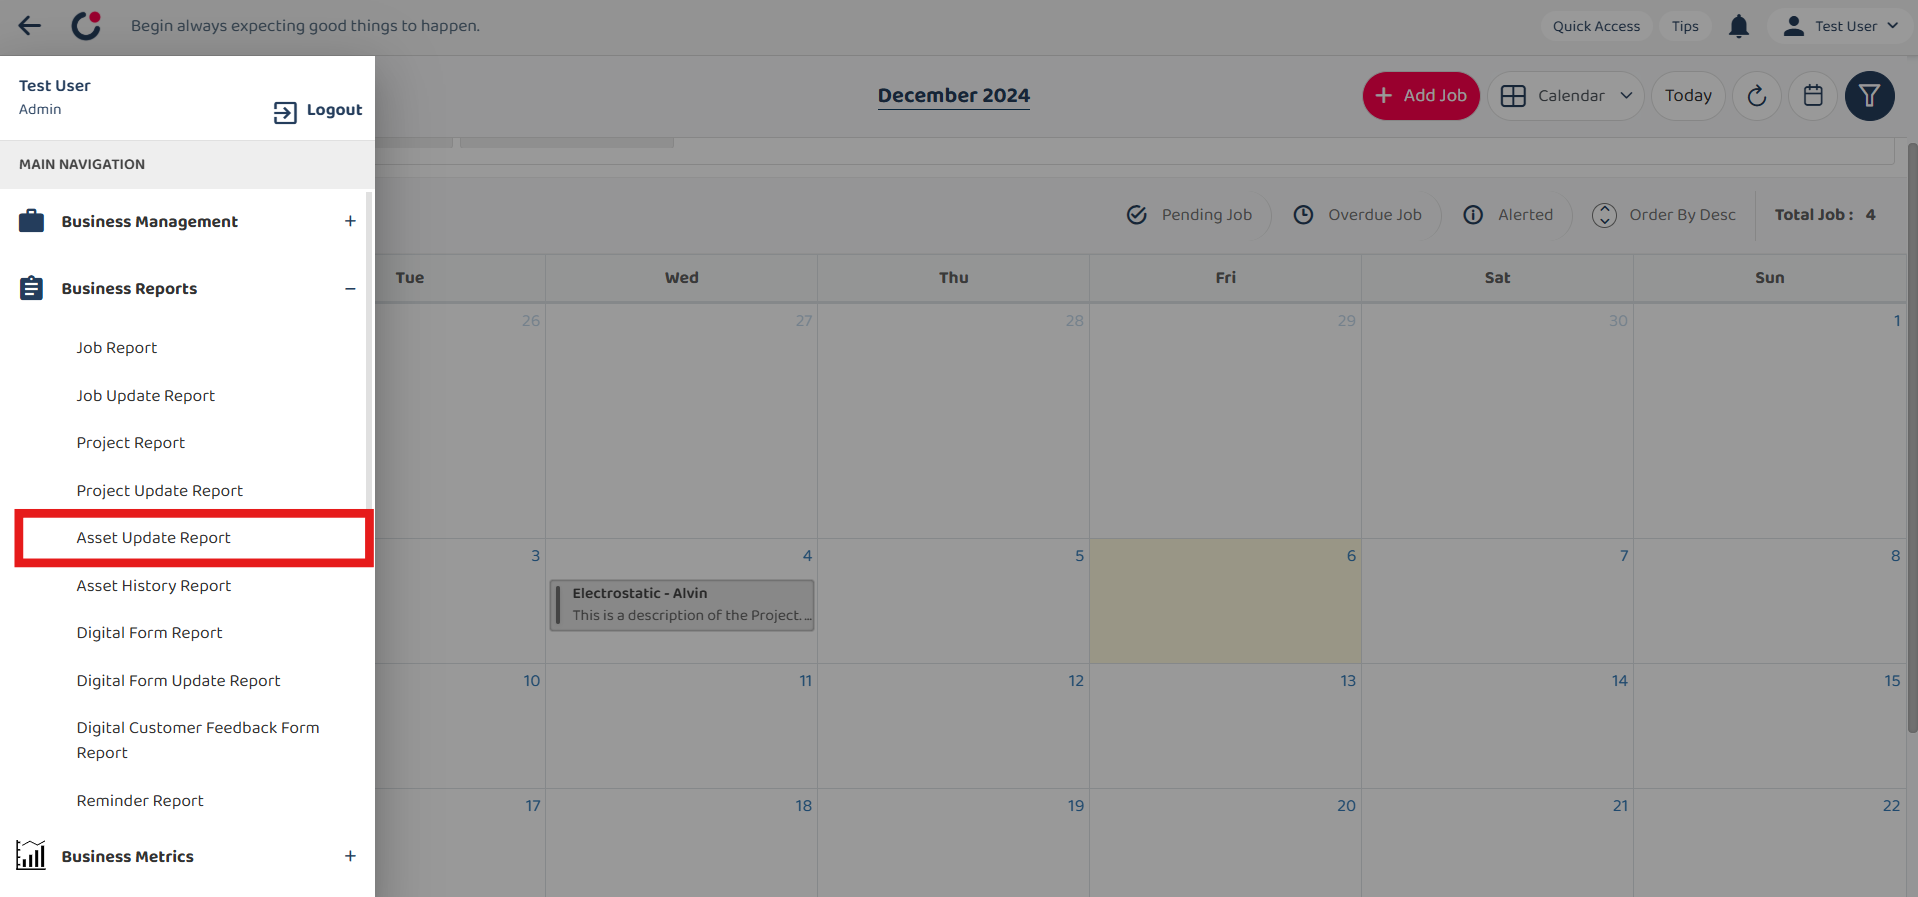 Begin always expecting good things to happen.
Quick Access
Tips
Test User
Test User
Admin
Logout
MAIN NAVIGATION
Business Management
+
Business Reports
−
Job Report
Job Update Report
Project Report
Project Update Report
Asset Update Report
Asset History Report
Digital Form Report
Digital Form Update Report
Digital Customer Feedback Form
Report
Reminder Report
Business Metrics
+
December 2024
+ Add Job
Calendar
Today
Pending Job
Overdue Job
Alerted
Order By Desc
Total Job : 4
Tue Wed Thu Fri Sat Sun
26 27 28 29 30 1
3 4 5 6 7 8
Electrostatic - Alvin
This is a description of the Project. ...
10 11 12 13 14 15
17 18 19 20 21 22